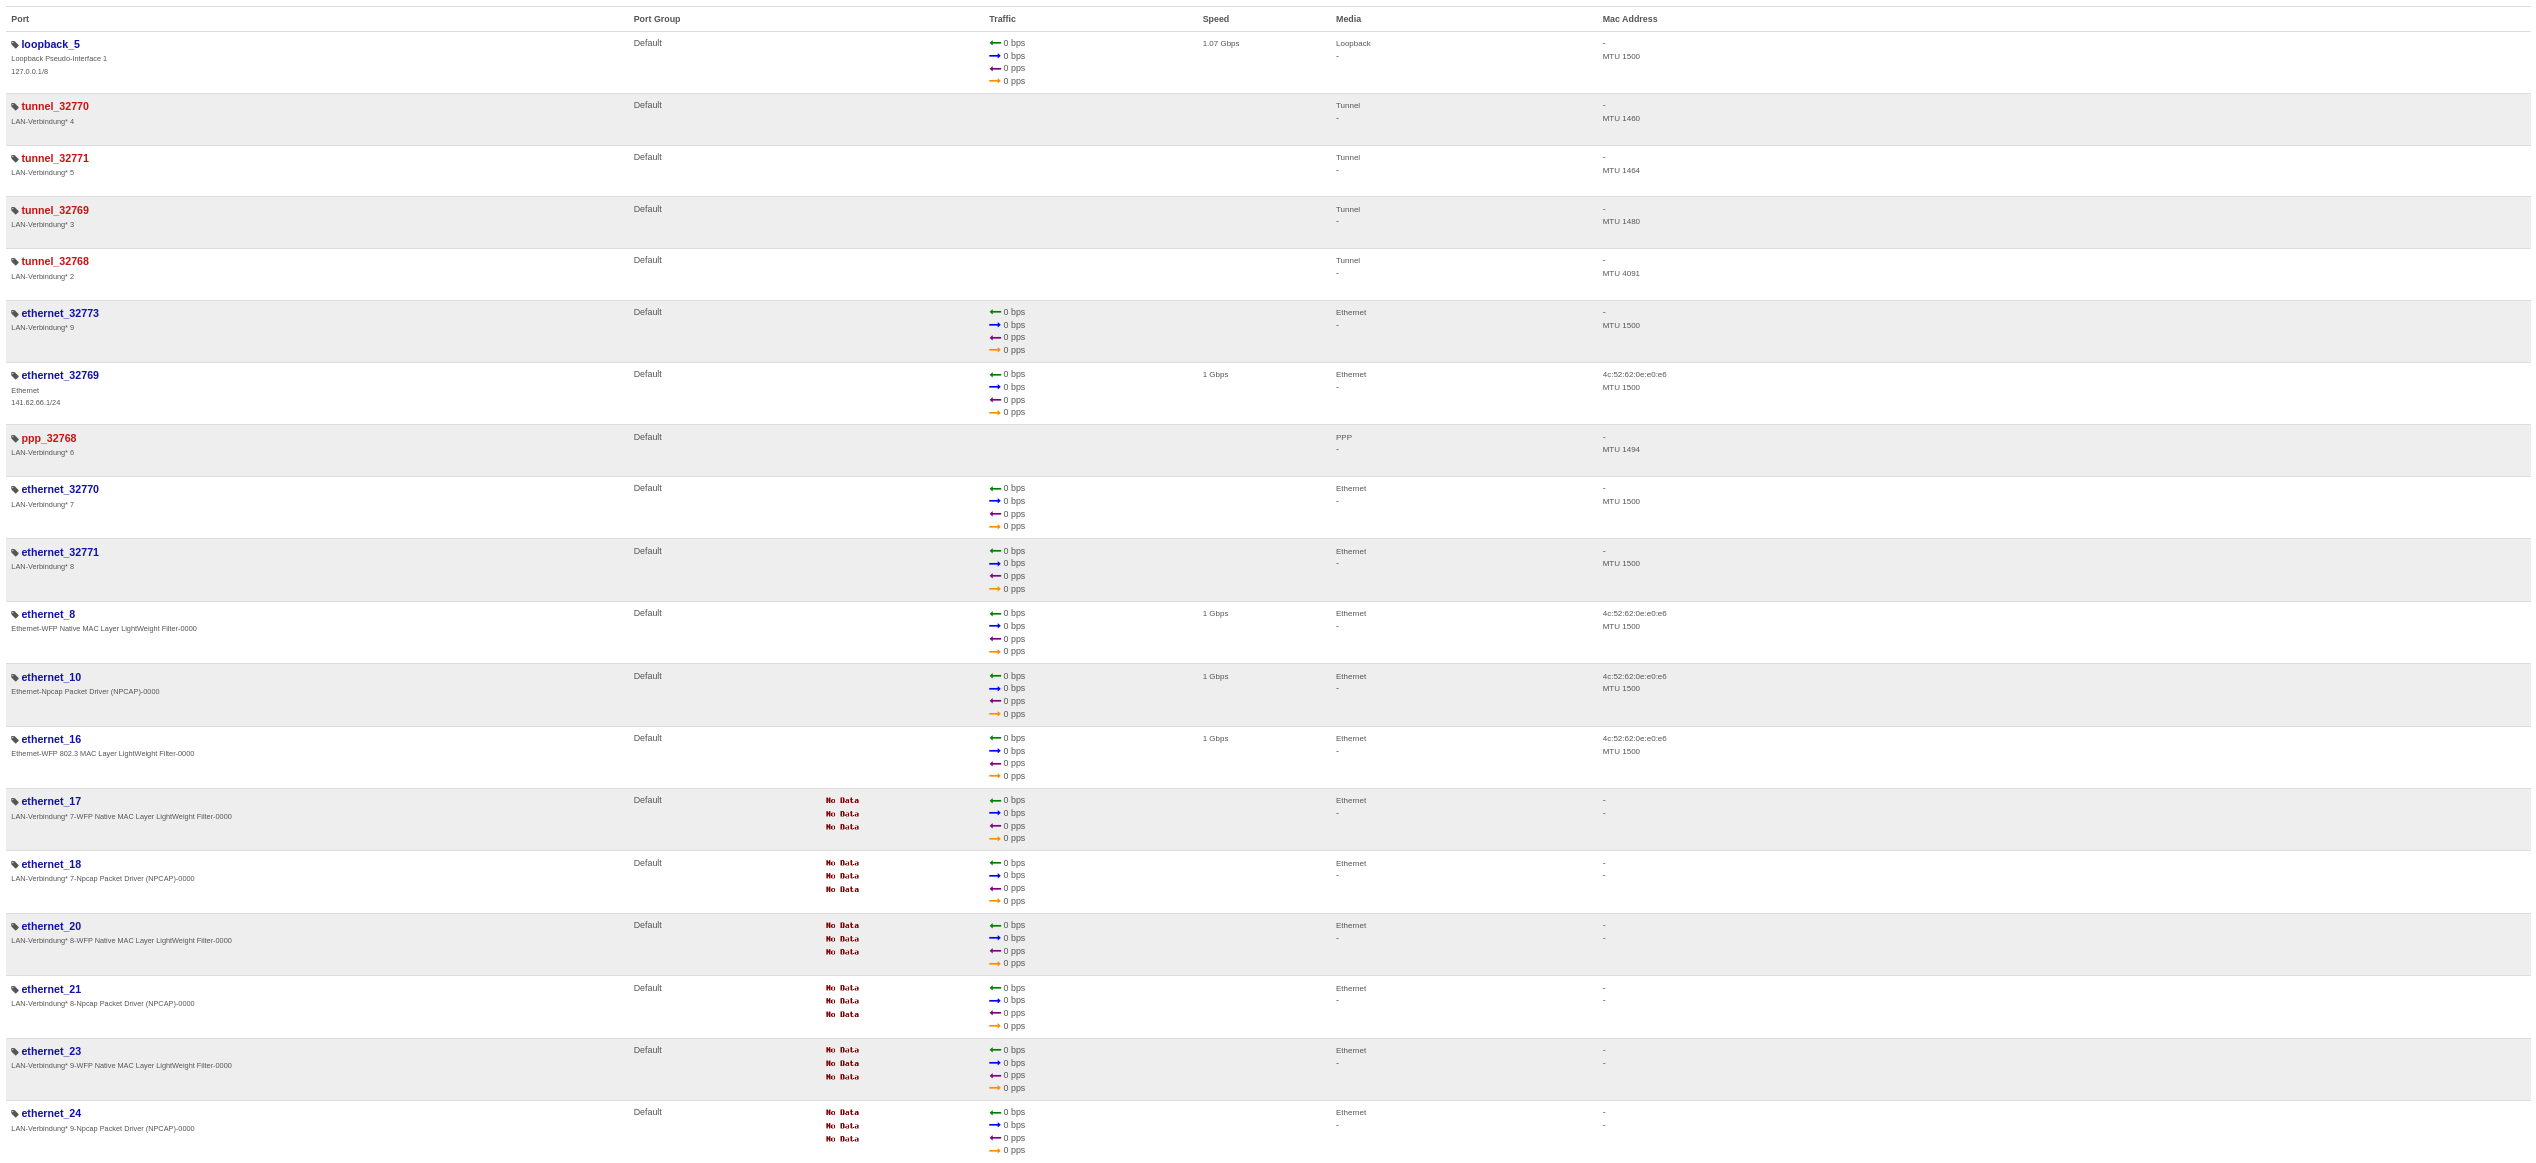 Port Port Group Traffic Speed Media Mac Address
loopback_5 Default 0 bps 1.07 Gbps Loopback -
Loopback Pseudo-Interface 1 0 bps - MTU 1500
127.0.0.1/8 0 pps
0 pps
tunnel_32770 Default Tunnel -
LAN-Verbindung* 4 - MTU 1460
tunnel_32771 Default Tunnel -
LAN-Verbindung* 5 - MTU 1464
tunnel_32769 Default Tunnel -
LAN-Verbindung* 3 - MTU 1480
tunnel_32768 Default Tunnel -
LAN-Verbindung* 2 - MTU 4091
ethernet_32773 Default 0 bps Ethernet -
LAN-Verbindung* 9 0 bps - MTU 1500
0 pps
0 pps
ethernet_32769 Default 0 bps 1 Gbps Ethernet 4c:52:62:0e:e0:e6
Ethernet 0 bps - MTU 1500
141.62.66.1/24 0 pps
0 pps
ppp_32768 Default PPP -
LAN-Verbindung* 6 - MTU 1494
ethernet_32770 Default 0 bps Ethernet -
LAN-Verbindung* 7 0 bps - MTU 1500
0 pps
0 pps
ethernet_32771 Default 0 bps Ethernet -
LAN-Verbindung* 8 0 bps - MTU 1500
0 pps
0 pps
ethernet_8 Default 0 bps 1 Gbps Ethernet 4c:52:62:0e:e0:e6
Ethernet-WFP Native MAC Layer LightWeight Filter-0000 0 bps - MTU 1500
0 pps
0 pps
ethernet_10 Default 0 bps 1 Gbps Ethernet 4c:52:62:0e:e0:e6
Ethernet-Npcap Packet Driver (NPCAP)-0000 0 bps - MTU 1500
0 pps
0 pps
ethernet_16 Default 0 bps 1 Gbps Ethernet 4c:52:62:0e:e0:e6
Ethernet-WFP 802.3 MAC Layer LightWeight Filter-0000 0 bps - MTU 1500
0 pps
0 pps
ethernet_17 Default No Data 0 bps Ethernet -
LAN-Verbindung* 7-WFP Native MAC Layer LightWeight Filter-0000 No Data 0 bps - -
No Data 0 pps
0 pps
ethernet_18 Default No Data 0 bps Ethernet -
LAN-Verbindung* 7-Npcap Packet Driver (NPCAP)-0000 No Data 0 bps - -
No Data 0 pps
0 pps
ethernet_20 Default No Data 0 bps Ethernet -
LAN-Verbindung* 8-WFP Native MAC Layer LightWeight Filter-0000 No Data 0 bps - -
No Data 0 pps
0 pps
ethernet_21 Default No Data 0 bps Ethernet -
LAN-Verbindung* 8-Npcap Packet Driver (NPCAP)-0000 No Data 0 bps - -
No Data 0 pps
0 pps
ethernet_23 Default No Data 0 bps Ethernet -
LAN-Verbindung* 9-WFP Native MAC Layer LightWeight Filter-0000 No Data 0 bps - -
No Data 0 pps
0 pps
ethernet_24 Default No Data 0 bps Ethernet -
LAN-Verbindung* 9-Npcap Packet Driver (NPCAP)-0000 No Data 0 bps - -
No Data 0 pps
0 pps